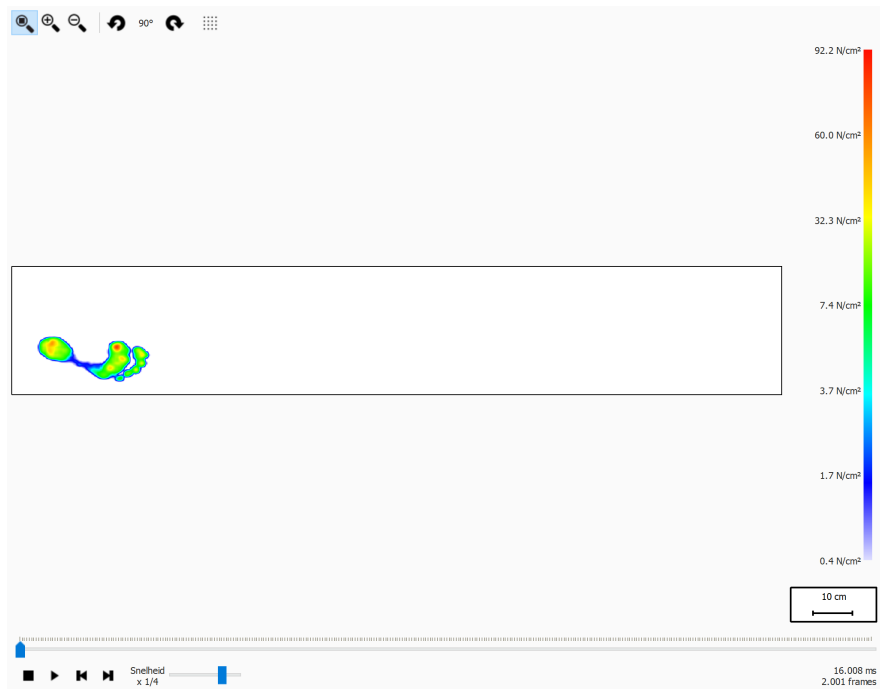 90°
92.2 N/cm²
60.0 N/cm²
32.3 N/cm²
7.4 N/cm²
3.7 N/cm²
1.7 N/cm²
0.4 N/cm²
10 cm
Snelheid
x 1/4
16.008 ms
2.001 frames